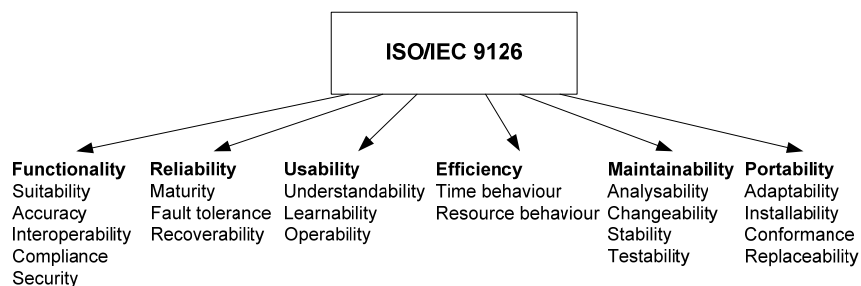 ISO/IEC 9126
Functionality
Suitability
Accuracy
Interoperability
Compliance
Security
Reliability
Maturity
Fault tolerance
Recoverability
Usability
Understandability
Learnability
Operability
Efficiency
Time behaviour
Resource behaviour
Maintainability
Analysability
Changeability
Stability
Testability
Portability
Adaptability
Installability
Conformance
Replaceability